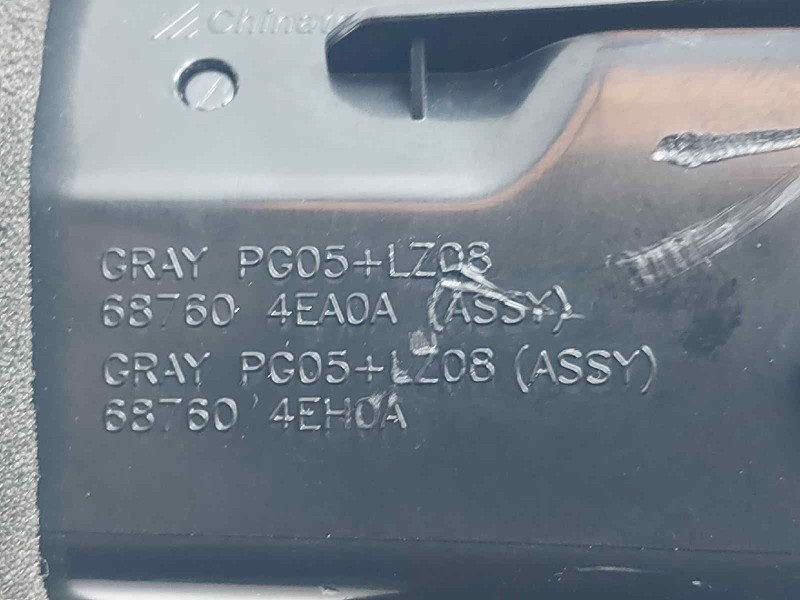 GRAY PG05+LZ08
68760 4EA0A (ASSY)
GRAY PG05+LZ08 (ASSY)
68760 4EH0A